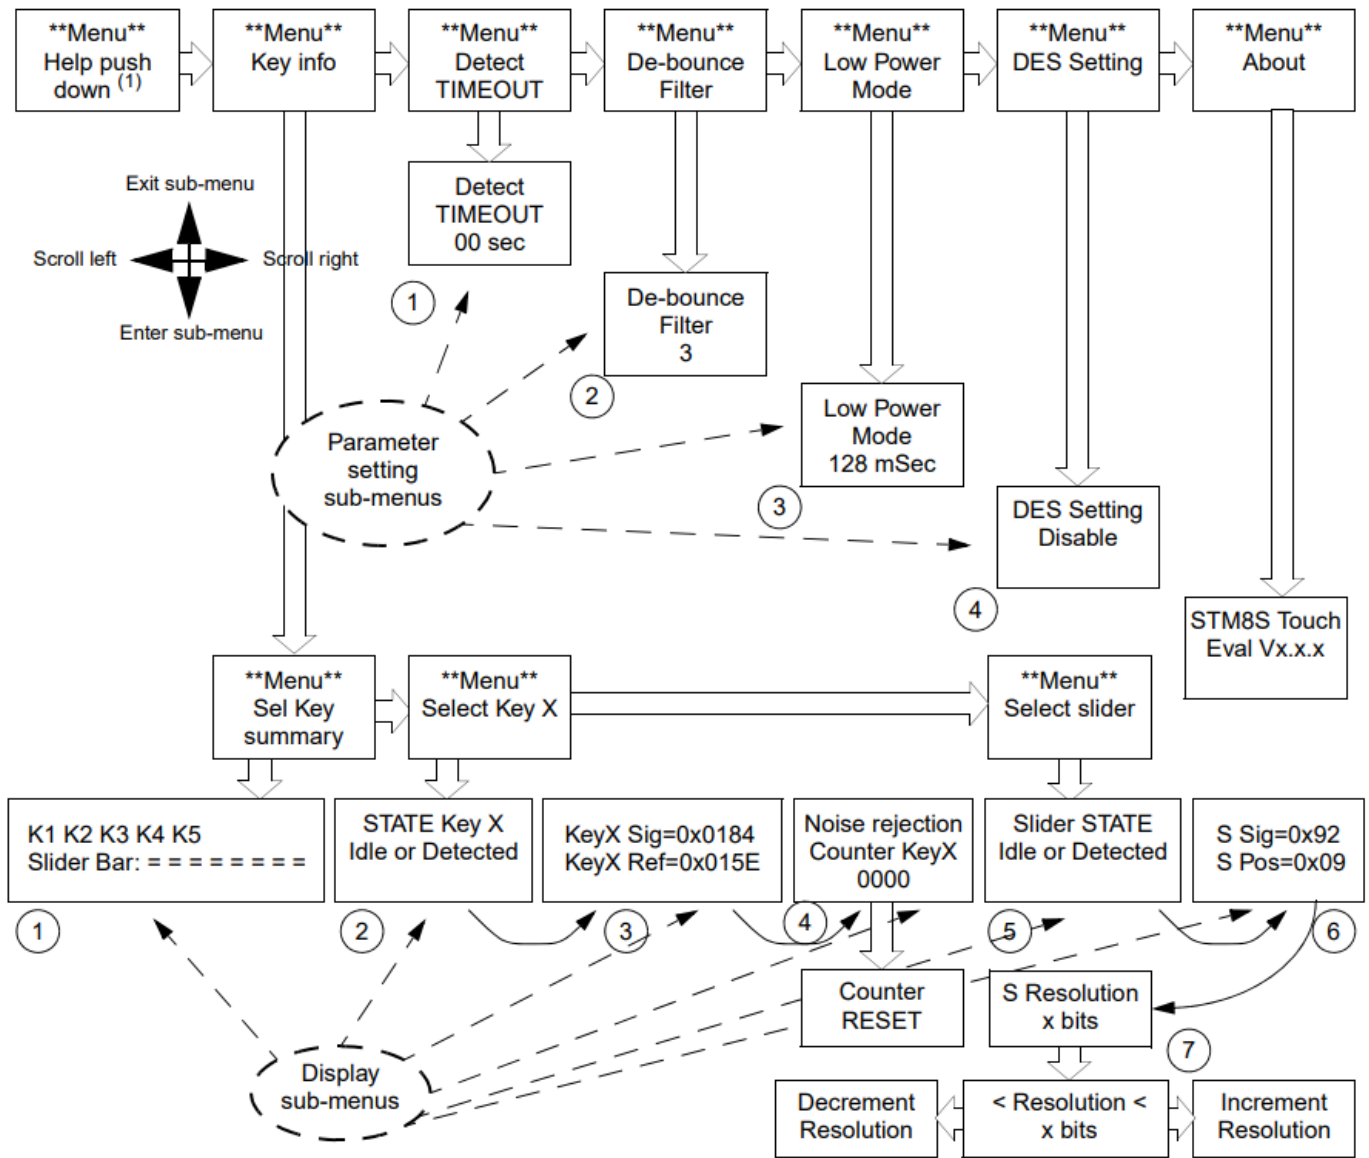 **Menu**
Help push
down (1)
**Menu**
Key info
**Menu**
Detect
TIMEOUT
**Menu**
De-bounce
Filter
**Menu**
Low Power
Mode
**Menu**
DES Setting
**Menu**
About
Exit sub-menu
Scroll left
Scroll right
Enter sub-menu
Detect
TIMEOUT
00 sec
1
De-bounce
Filter
3
2
Low Power
Mode
128 mSec
3
DES Setting
Disable
4
Parameter
setting
sub-menus
STM8S Touch
Eval Vx.x.x
**Menu**
Sel Key
summary
**Menu**
Select Key X
**Menu**
Select slider
K1 K2 K3 K4 K5
Slider Bar: = = = = = = = =
1
STATE Key X
Idle or Detected
2
KeyX Sig=0x0184
KeyX Ref=0x015E
3
Noise rejection
Counter KeyX
0000
4
Slider STATE
Idle or Detected
5
S Sig=0x92
S Pos=0x09
6
Counter
RESET
S Resolution
x bits
7
Display
sub-menus
Decrement
Resolution
< Resolution <
x bits
Increment
Resolution